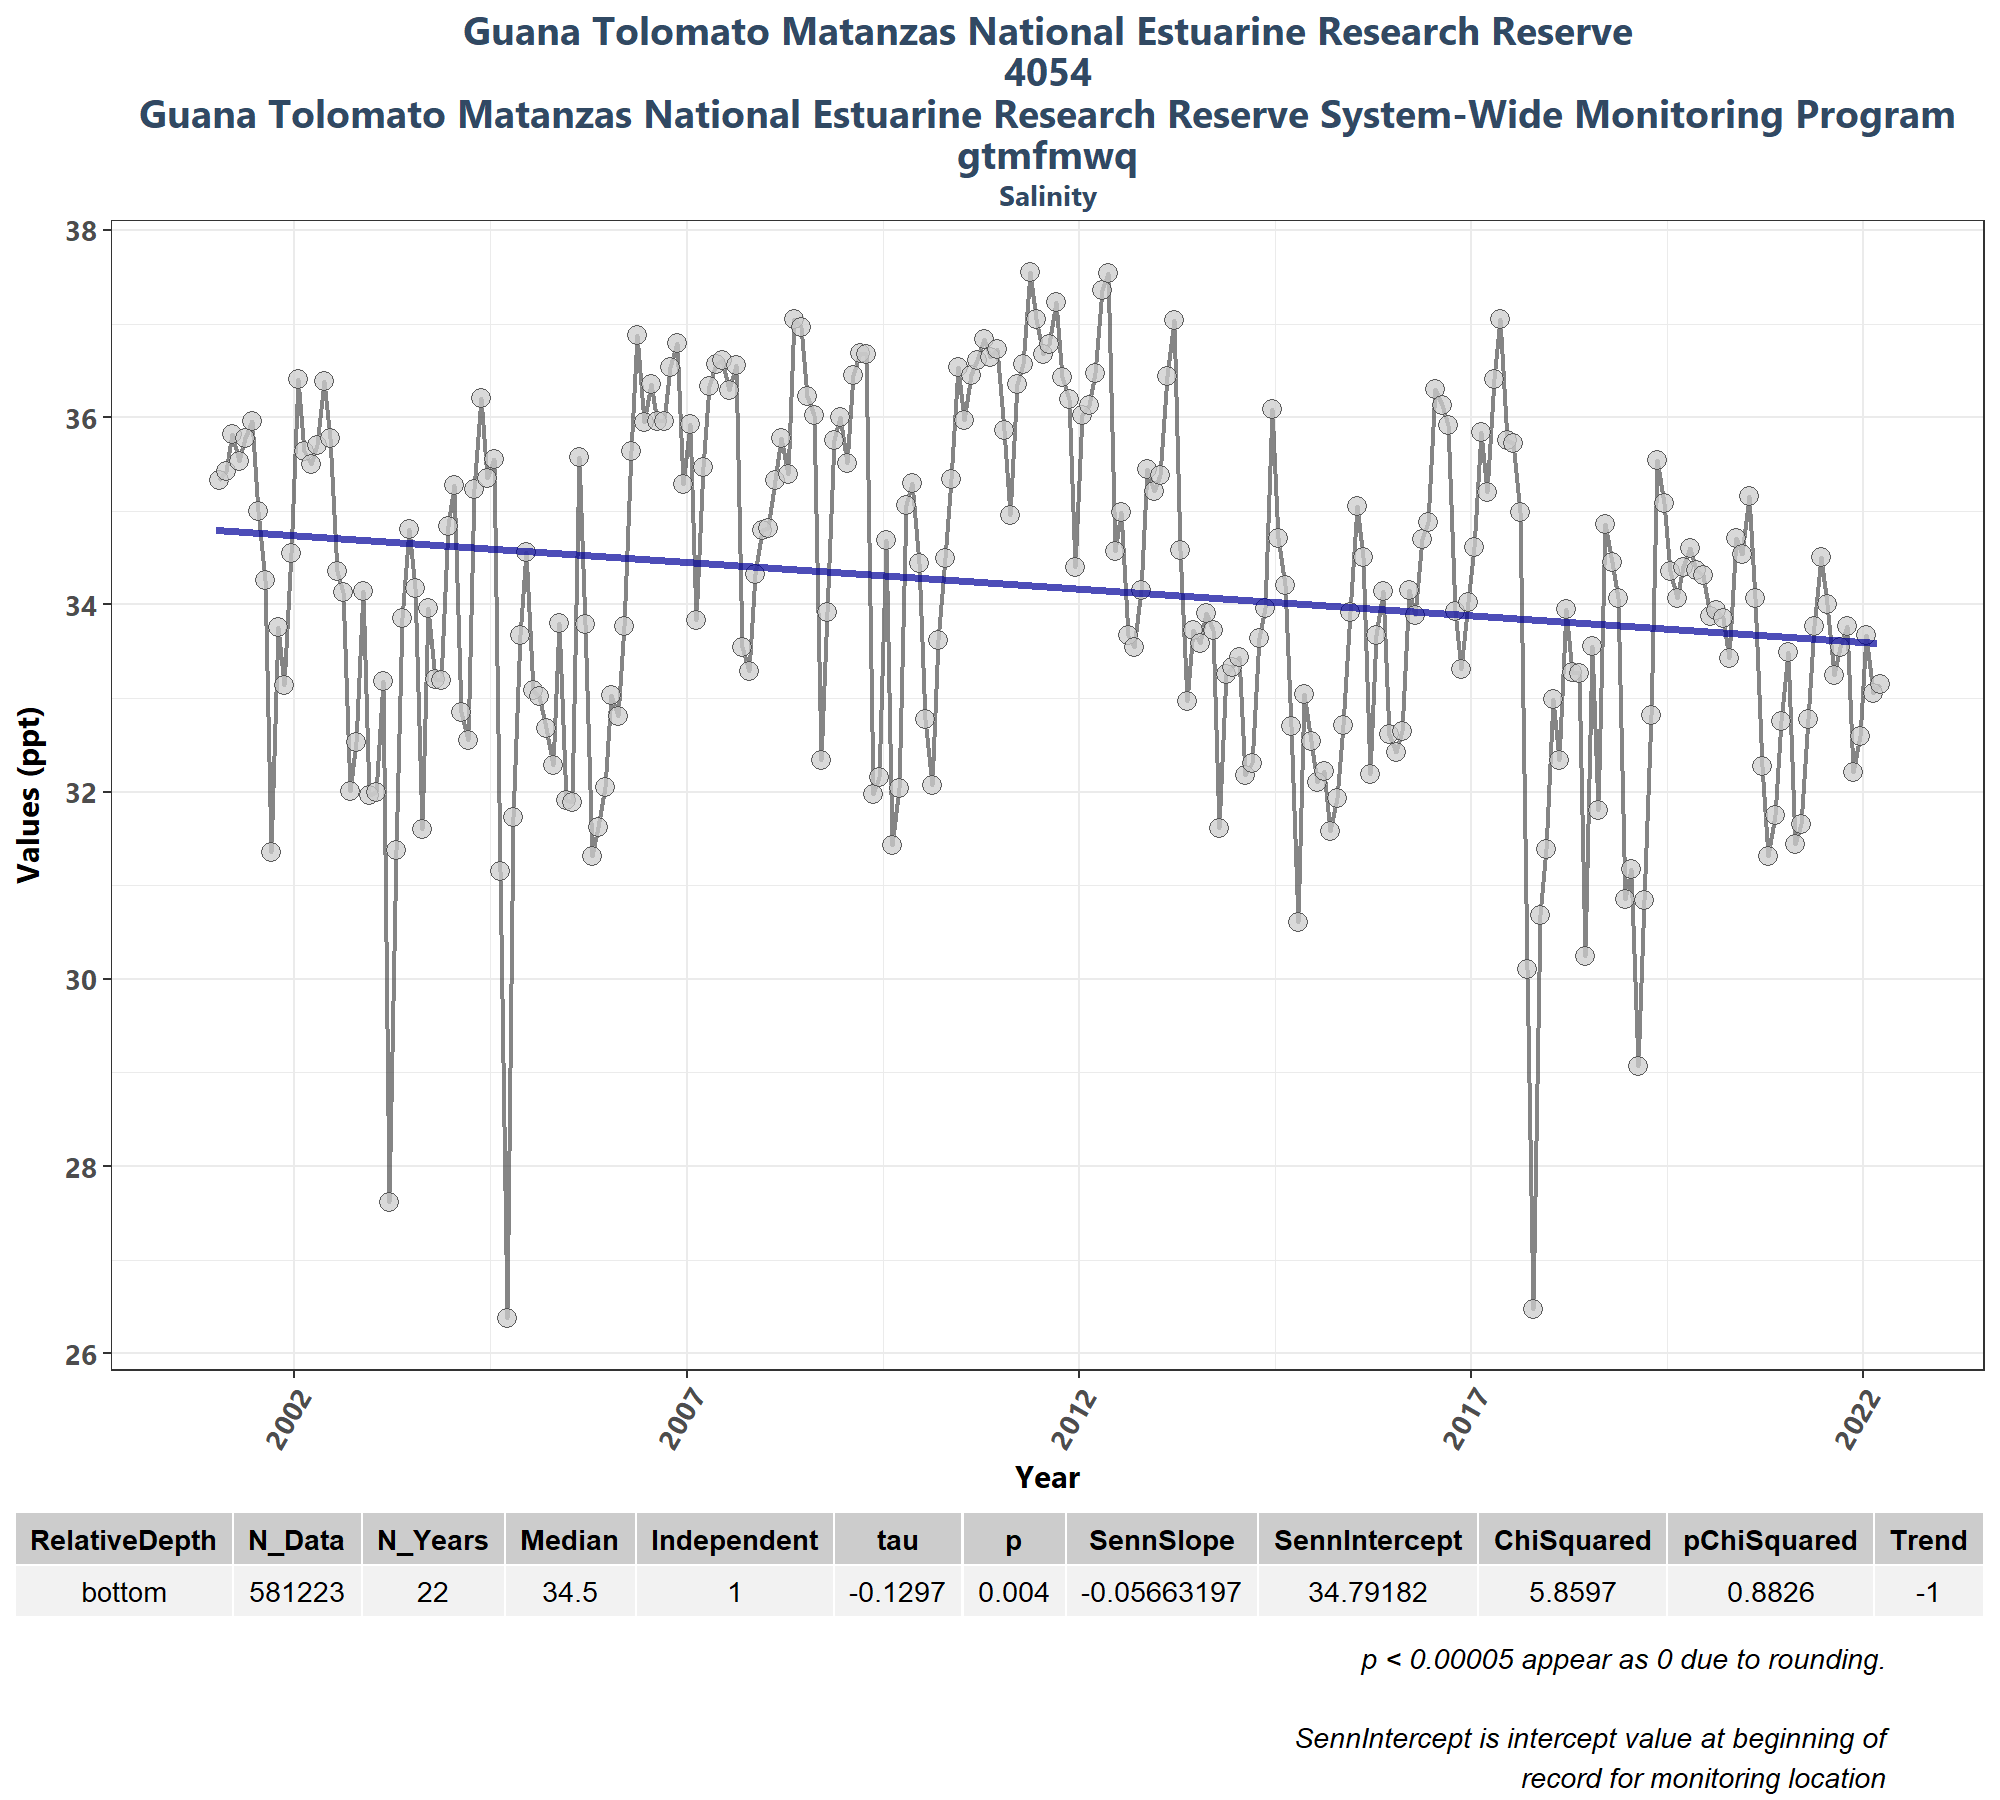 Guana Tolomato Matanzas National Estuarine Research Reserve
4054
Guana Tolomato Matanzas National Estuarine Research Reserve System-Wide Monitoring Program
gtmfmwq
Salinity
38
36
34
32
30
28
26
Values (ppt)
2002 2007 2012 2017 2022
Year
RelativeDepth N_Data N_Years Median Independent tau p SennSlope SennIntercept ChiSquared pChiSquared Trend
bottom 581223 22 34.5 1 -0.1297 0.004 -0.05663197 34.79182 5.8597 0.8826 -1
p < 0.00005 appear as 0 due to rounding.
SennIntercept is intercept value at beginning of
record for monitoring location